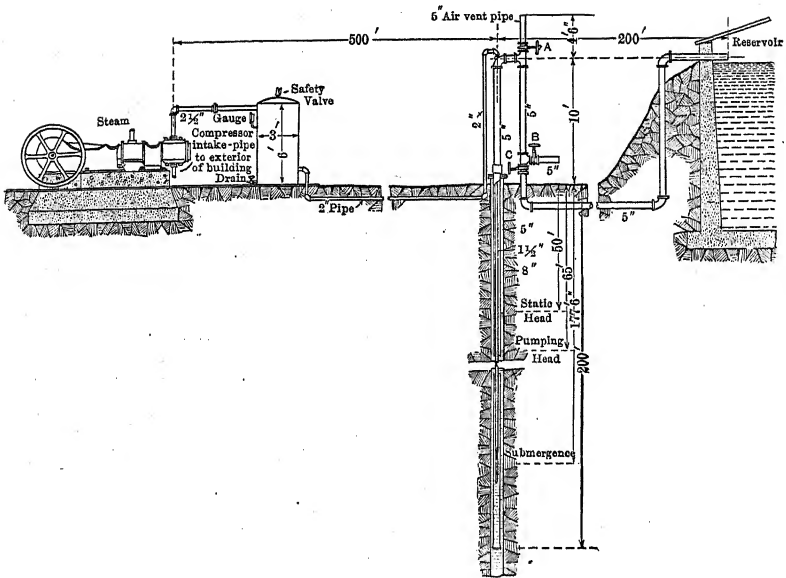 5" Air vent pipe
4'6"
A
500'
200'
Reservoir
Safety
Valve
Steam
2½"
Gauge
Compressor
intake-pipe
to exterior
of building
Drain
3'
6'
2"
5"
5"
10'
B
C
5"
2" Pipe
5"
5"
1½"
8"
50'
65'
177'6"
200'
Static
Head
Pumping
Head
Submergence